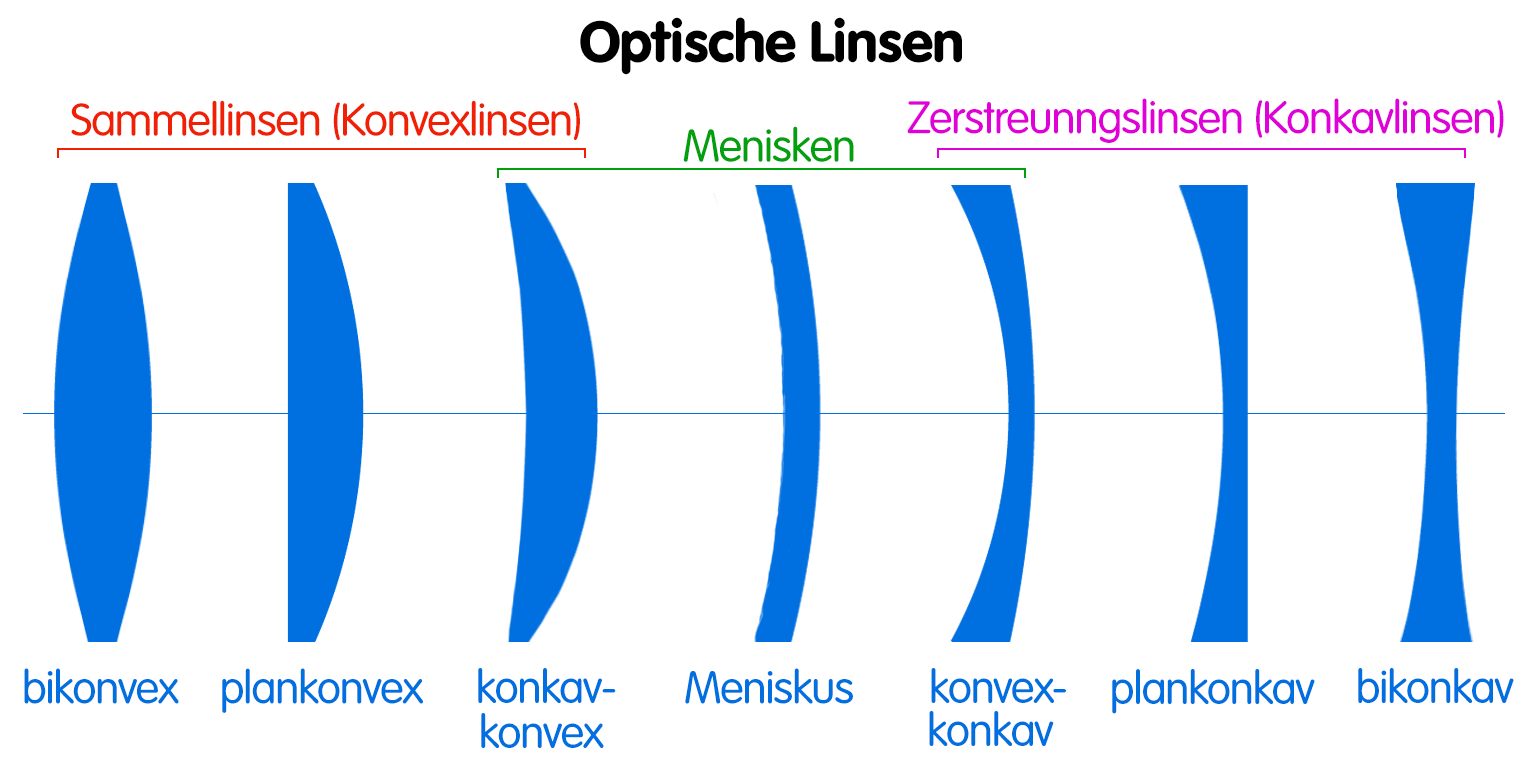 Optische Linsen
Sammellinsen (Konvexlinsen)
Zerstreunngslinsen (Konkavlinsen)
Menisken
bikonvex
plankonvex
konkav-
konvex
Meniskus
konvex-
konkav
plankonkav
bikonkav